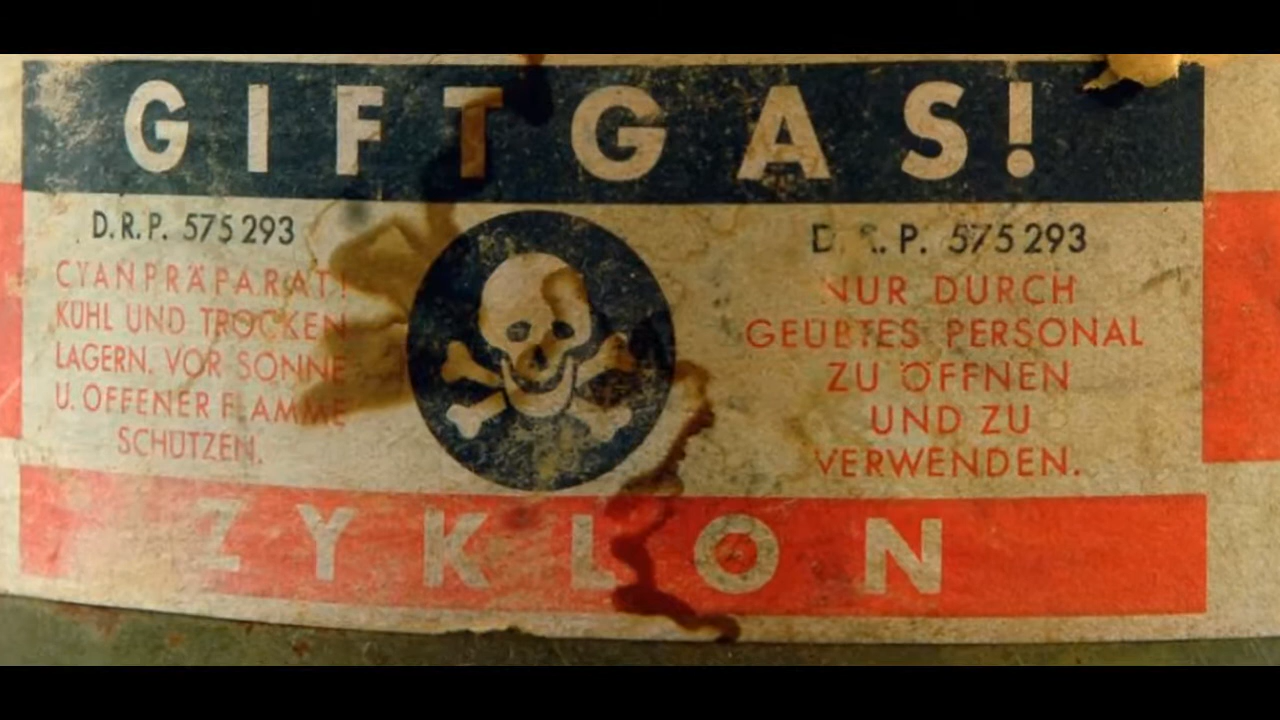 GIFTGAS!
D.R.P. 575293
CYANPRÄPARAT!
KÜHL UND TROCKEN
LAGERN. VOR SONNE
U. OFFENER FLAMME
SCHÜTZEN.
D.R.P. 575293
NUR DURCH
GEÜBTES PERSONAL
ZU ÖFFNEN
UND ZU
VERWENDEN.
ZYKLON